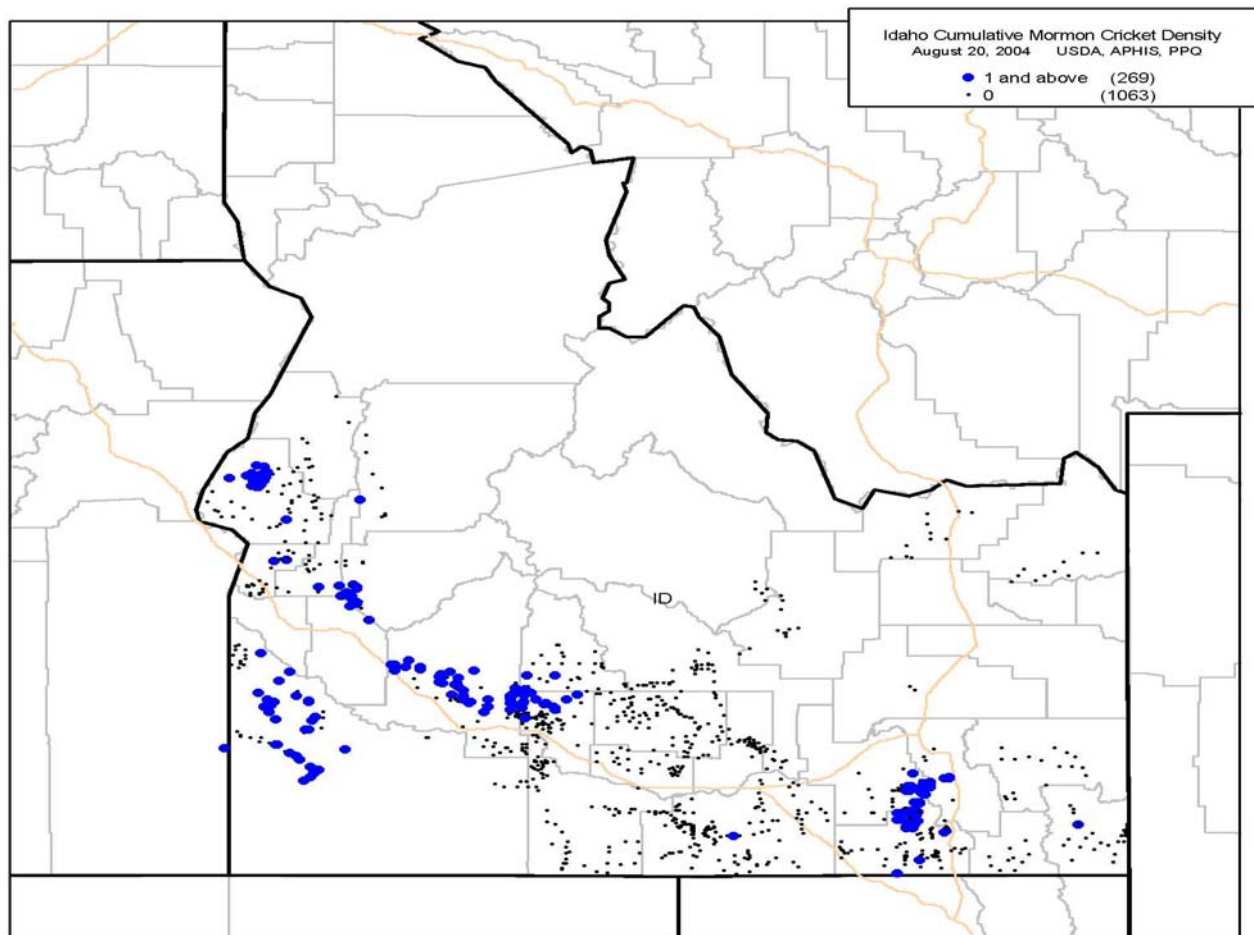 Idaho Cumulative Mormon Cricket Density
August 20, 2004 USDA, APHIS, PPQ
1 and above (269)
0 (1063)
ID